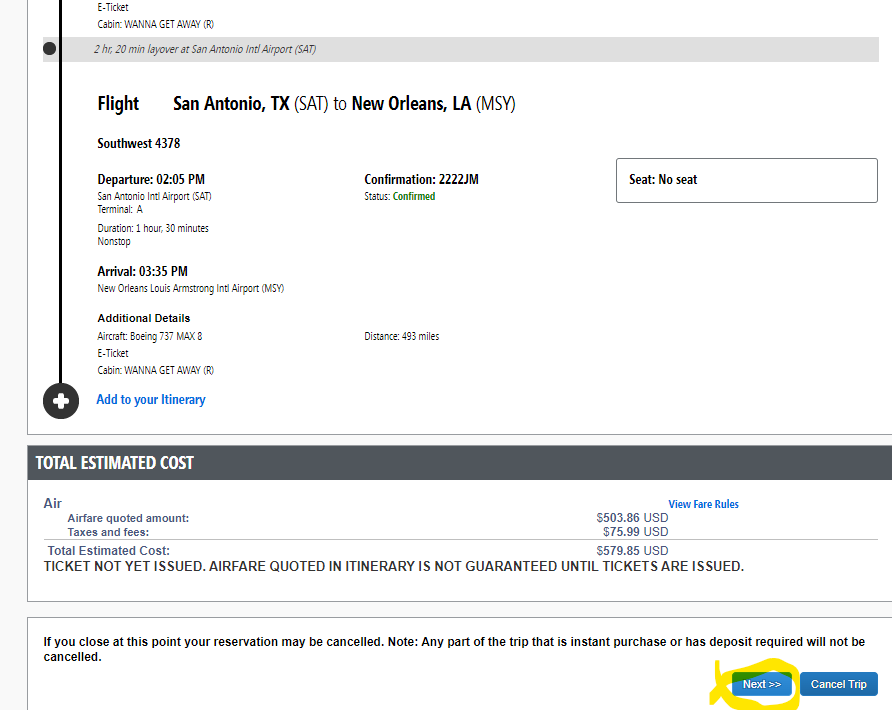 E-Ticket
Cabin: WANNA GET AWAY (R)
2 hr, 20 min layover at San Antonio Intl Airport (SAT)
Flight San Antonio, TX (SAT) to New Orleans, LA (MSY)
Southwest 4378
Departure: 02:05 PM Confirmation: 2222JM Seat: No seat
San Antonio Intl Airport (SAT) Status: Confirmed
Terminal: A
Duration: 1 hour, 30 minutes
Nonstop
Arrival: 03:35 PM
New Orleans Louis Armstrong Intl Airport (MSY)
Additional Details
Aircraft: Boeing 737 MAX 8 Distance: 493 miles
E-Ticket
Cabin: WANNA GET AWAY (R)
Add to your Itinerary
TOTAL ESTIMATED COST
Air View Fare Rules
Airfare quoted amount: $503.86 USD
Taxes and fees: $75.99 USD
Total Estimated Cost: $579.85 USD
TICKET NOT YET ISSUED. AIRFARE QUOTED IN ITINERARY IS NOT GUARANTEED UNTIL TICKETS ARE ISSUED.
If you close at this point your reservation may be cancelled. Note: Any part of the trip that is instant purchase or has deposit required will not be
cancelled.
Next >> Cancel Trip